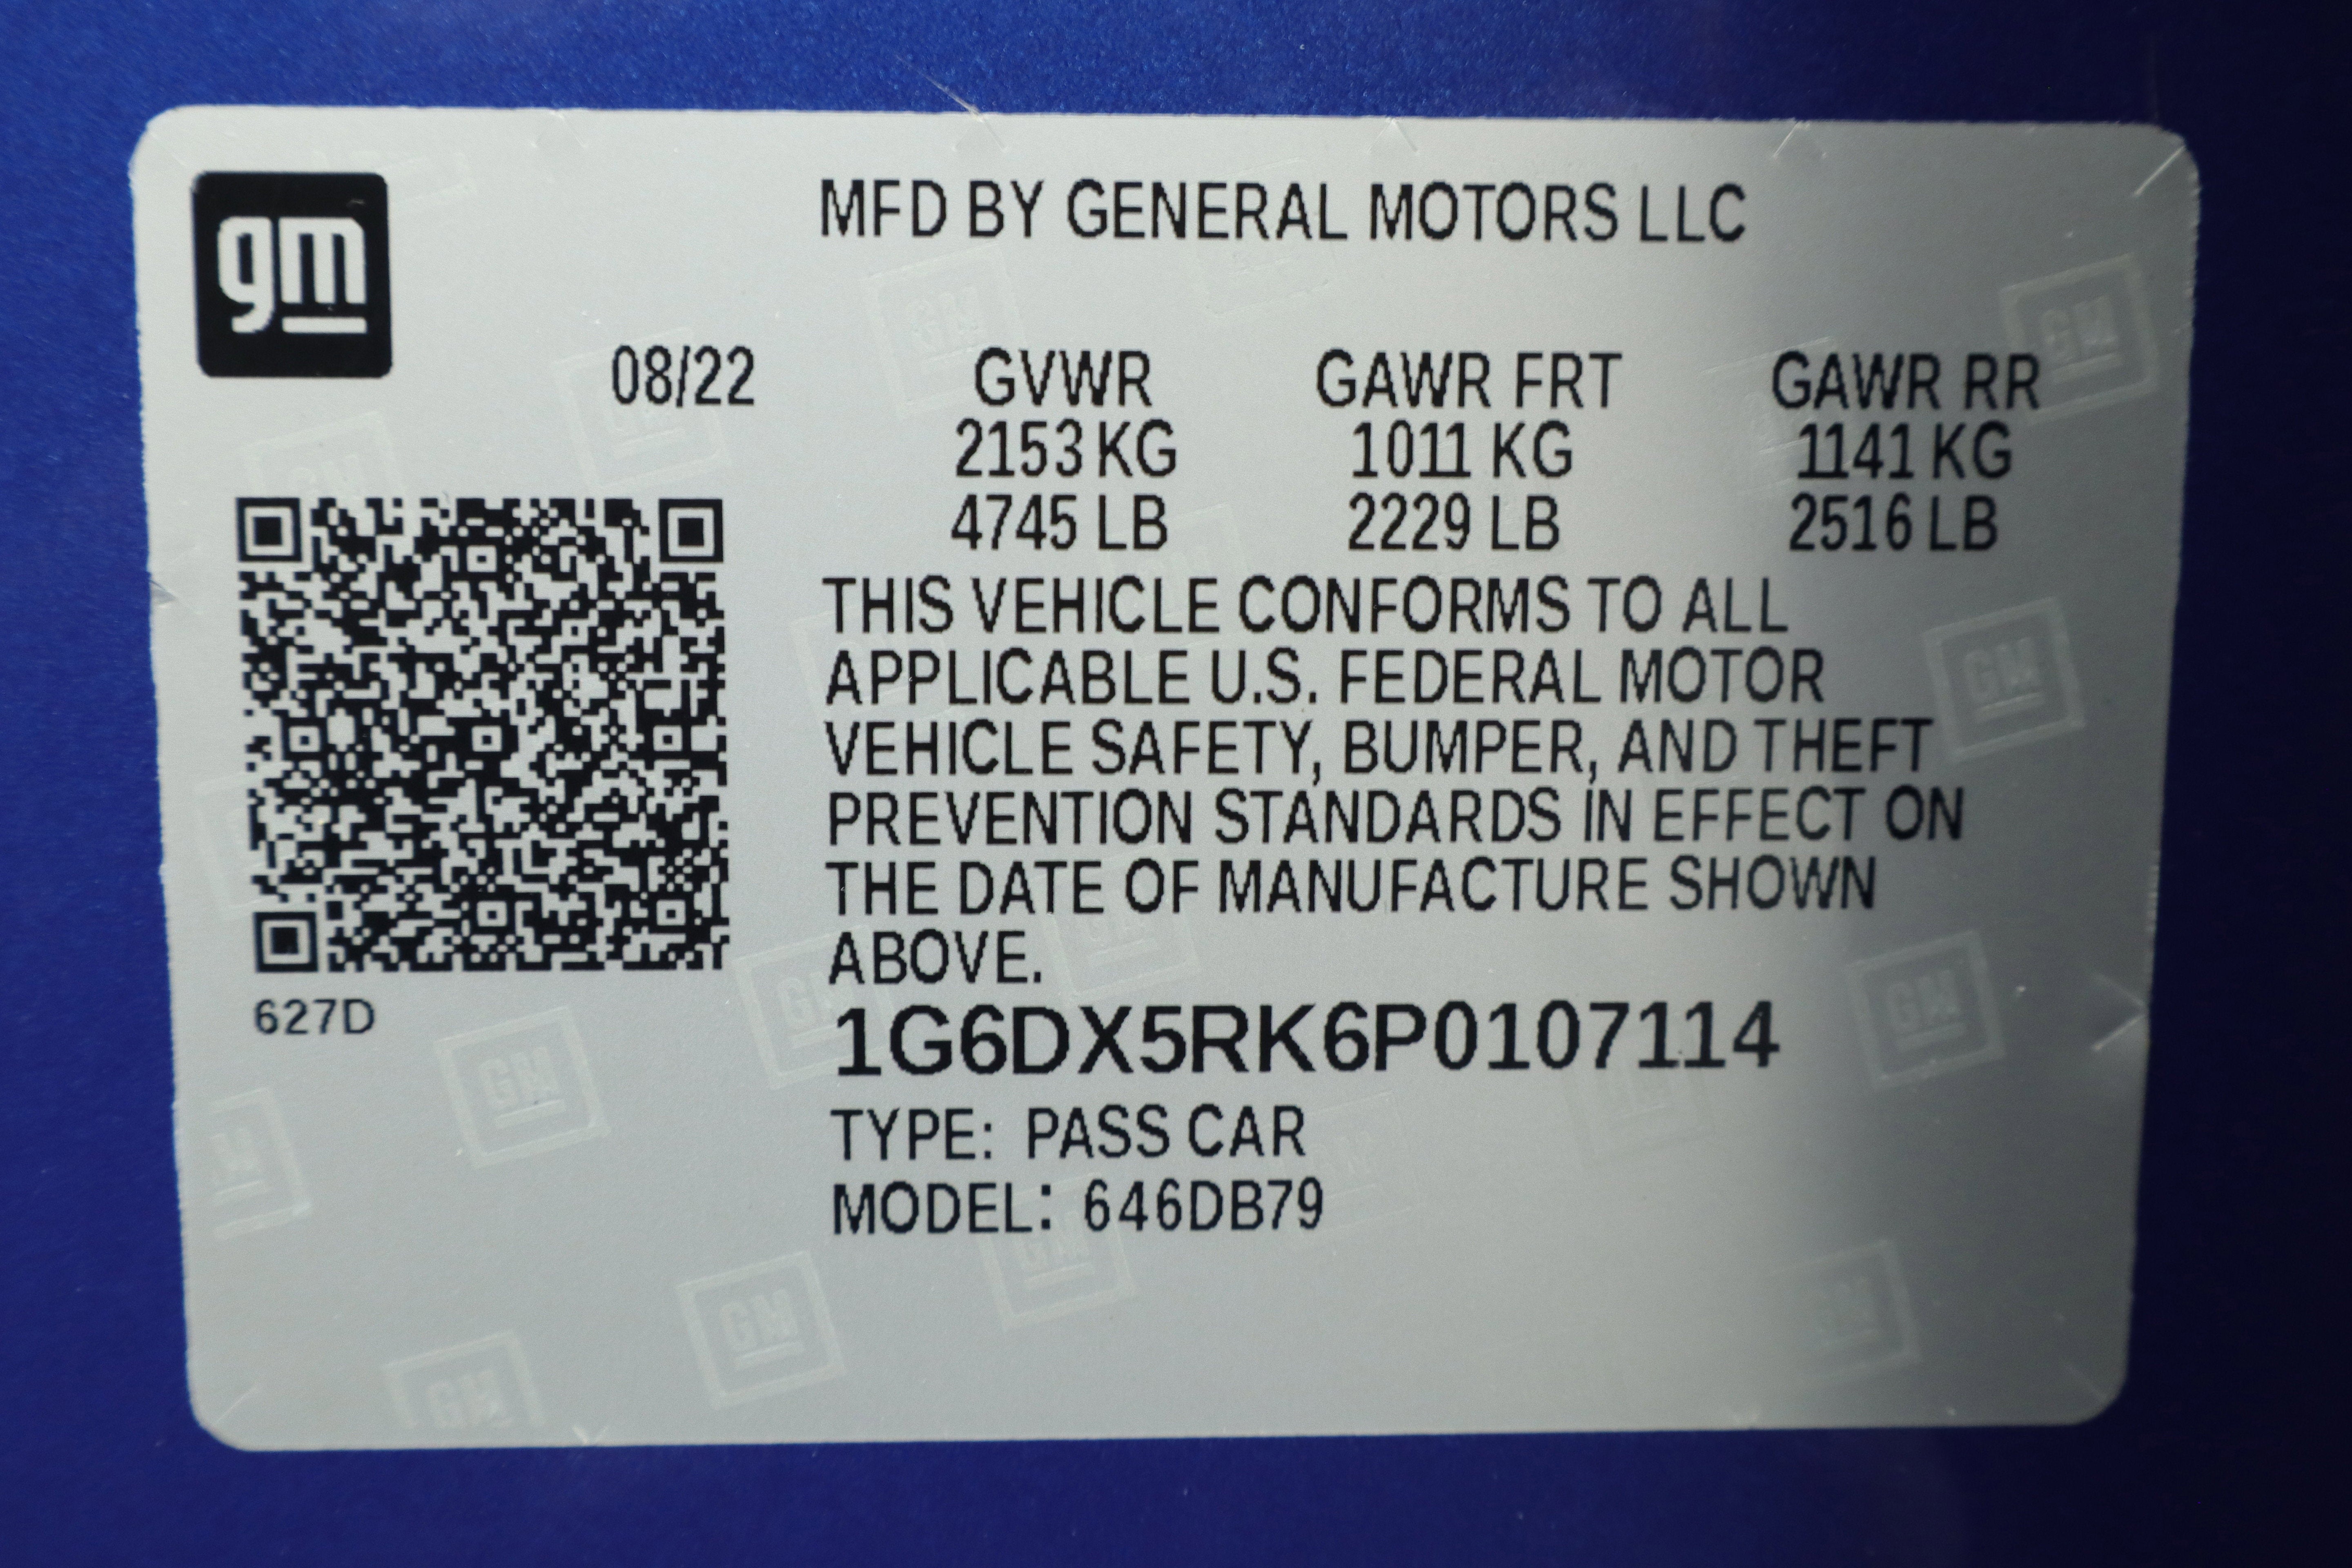 gm
MFD BY GENERAL MOTORS LLC
08/22 GVWR GAWR FRT GAWR RR
2153 KG 1011 KG 1141 KG
4745 LB 2229 LB 2516 LB
THIS VEHICLE CONFORMS TO ALL
APPLICABLE U.S. FEDERAL MOTOR
VEHICLE SAFETY, BUMPER, AND THEFT
PREVENTION STANDARDS IN EFFECT ON
THE DATE OF MANUFACTURE SHOWN
ABOVE.
627D
1G6DX5RK6P0107114
TYPE: PASS CAR
MODEL: 646DB79